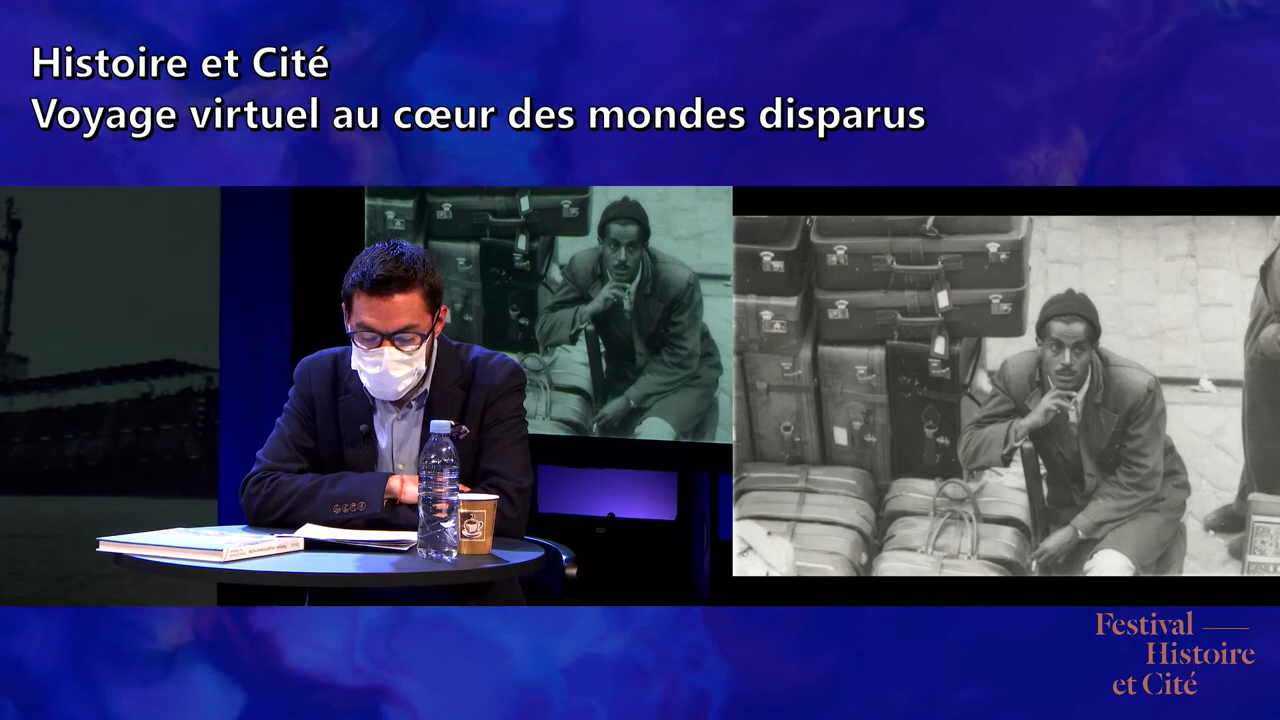 Histoire et Cité
Voyage virtuel au cœur des mondes disparus
Festival
Histoire
et Cité